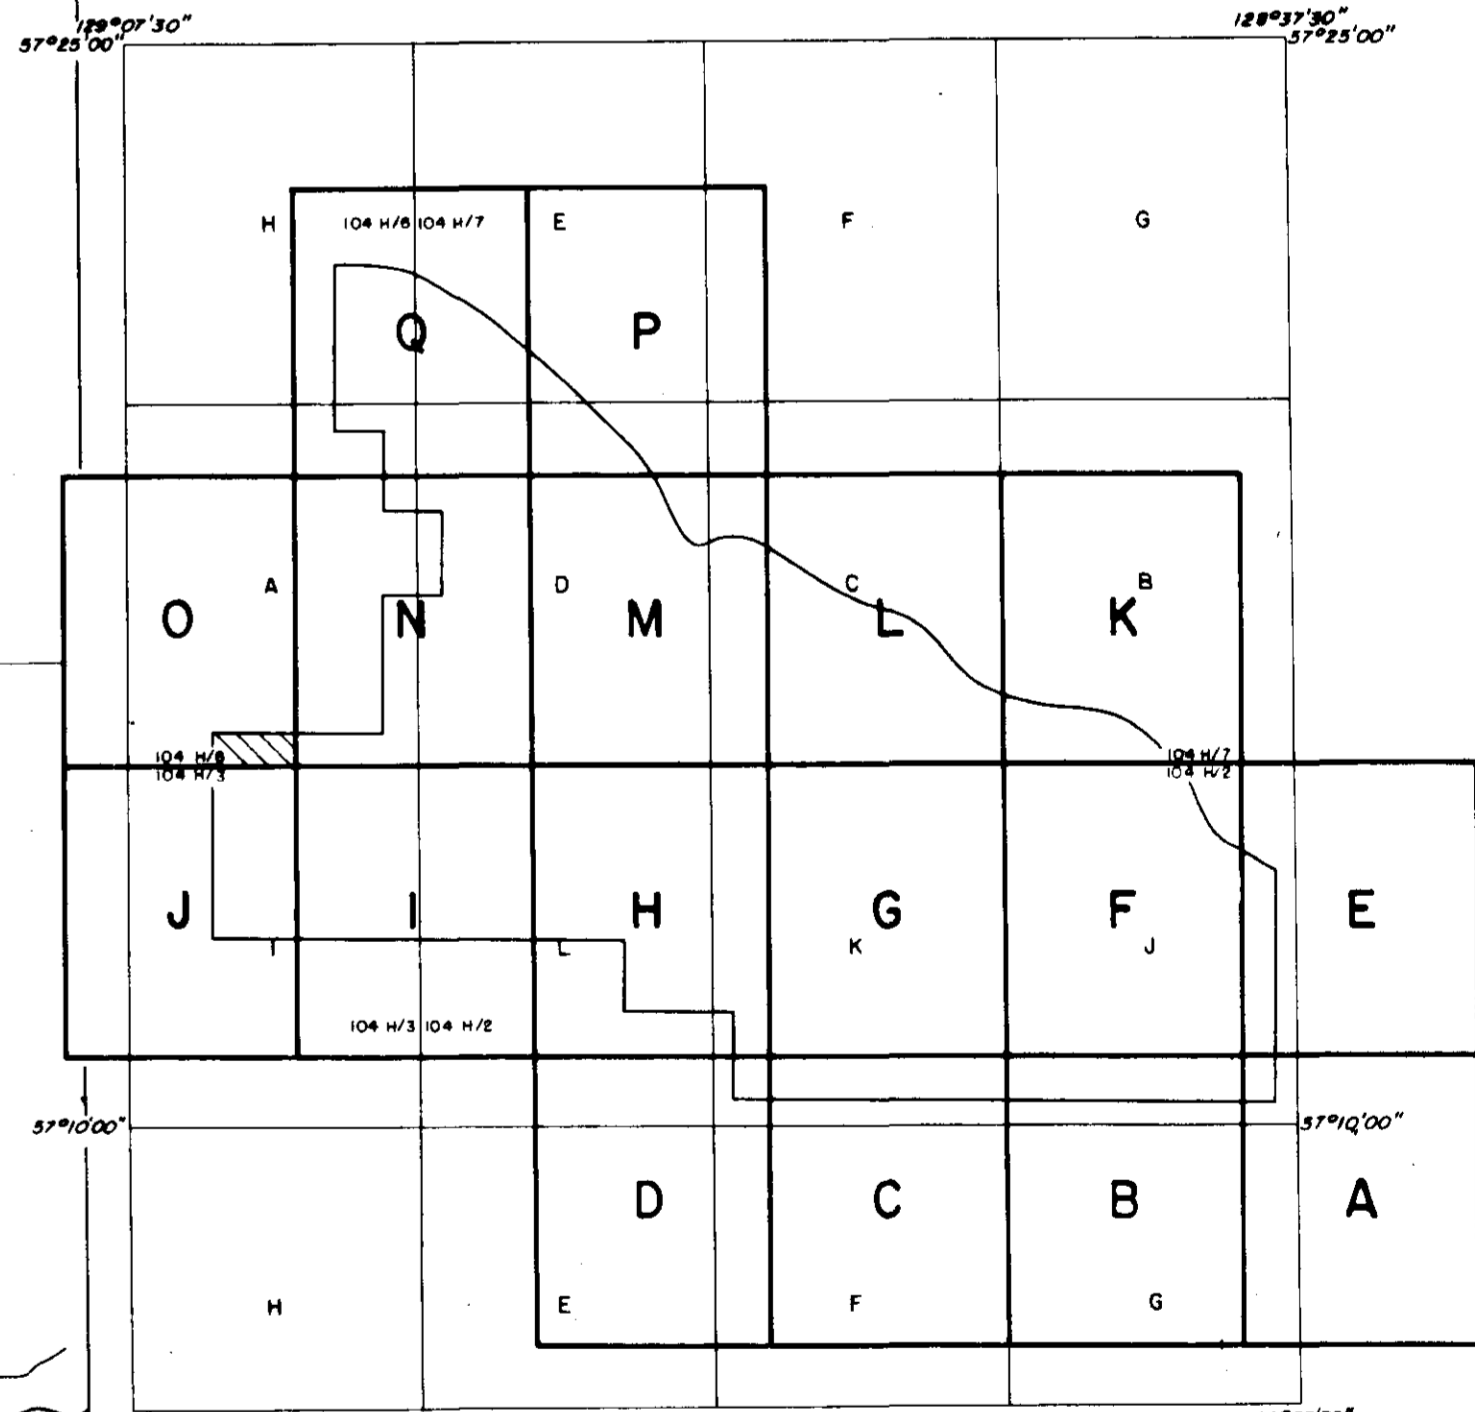 129°07'30" 128°37'30"
57°25'00" 57°25'00"
H 104 H/6 104 H/7 E F G
Q P
A D C B
O N M L K
104 H/6 104 H/7
104 H/3 104 H/2
J I H G F E
I L K J
104 H/3 104 H/2
57°10'00" 57°10'00"
D C B A
H E F G